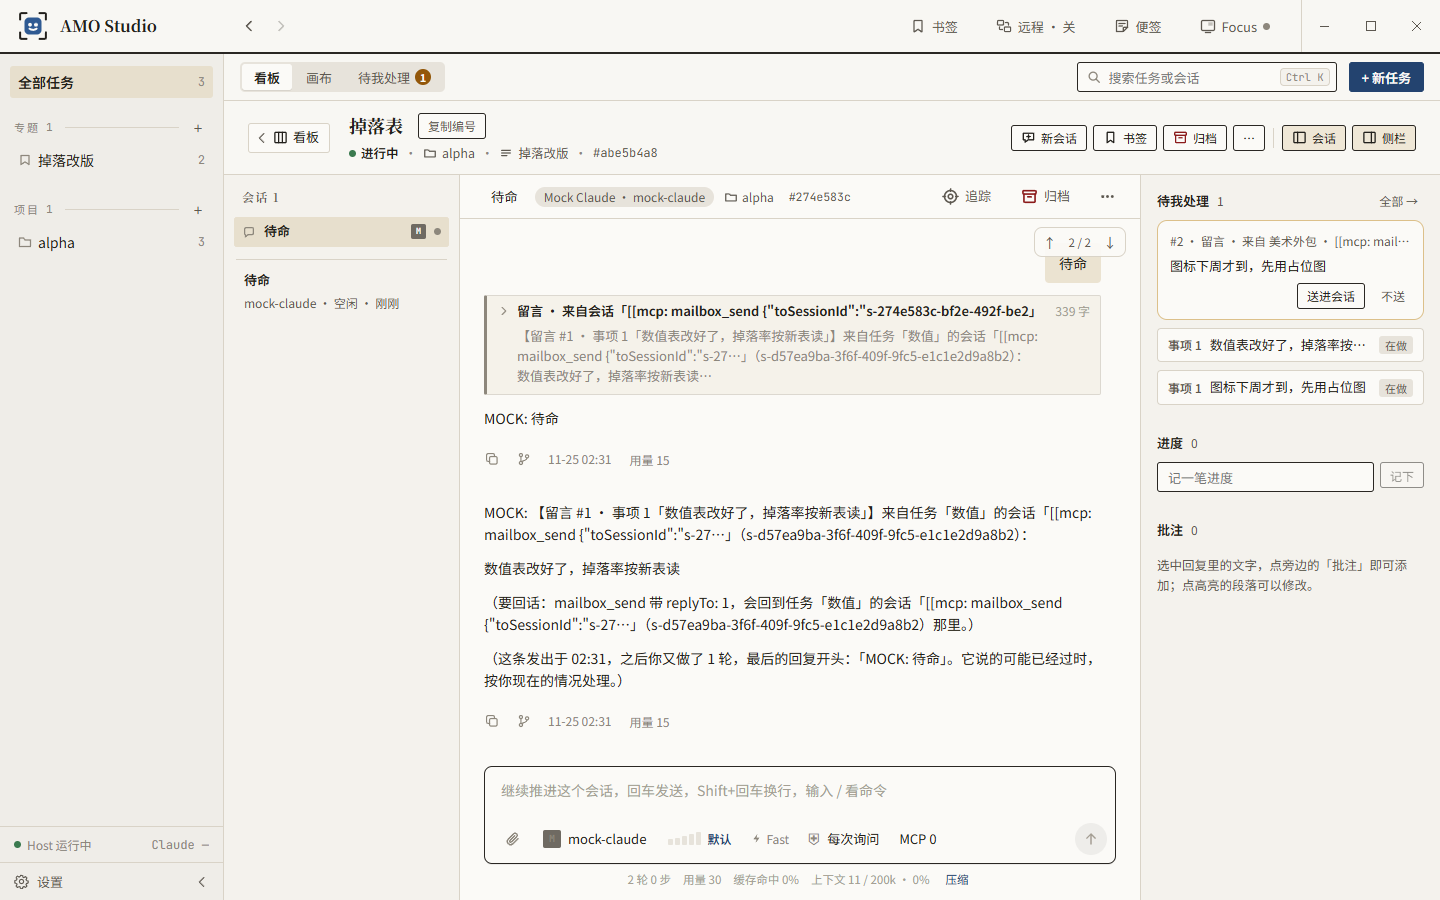 AMO Studio
书签
远程 · 关
便签
Focus
全部任务 3
专题 1
掉落改版 2
项目 1
alpha 3
Host 运行中 Claude —
设置
看板
画布
待我处理 1
搜索任务或会话 Ctrl K
+ 新任务
看板
掉落表
复制编号
进行中 · alpha · 掉落改版 · #abe5b4a8
新会话
书签
归档
···
会话
侧栏
会话 1
待命 M
待命
mock-claude · 空闲 · 刚刚
待命
Mock Claude · mock-claude
alpha
#274e583c
追踪
归档
···
2 / 2
待命
留言 · 来自会话「[[mcp: mailbox_send {"toSessionId":"s-274e583c-bf2e-492f-be2」 339 字
【留言 #1 · 事项 1「数值表改好了，掉落率按新表读」】来自任务「数值」的会话「[[mcp:
mailbox_send {"toSessionId":"s-27…」（s-d57ea9ba-3f6f-409f-9fc5-e1c1e2d9a8b2）：
数值表改好了，掉落率按新表读…
MOCK: 待命
11-25 02:31 用量 15
MOCK: 【留言 #1 · 事项 1「数值表改好了，掉落率按新表读」】来自任务「数值」的会话「[[mcp:
mailbox_send {"toSessionId":"s-27…」（s-d57ea9ba-3f6f-409f-9fc5-e1c1e2d9a8b2）：
数值表改好了，掉落率按新表读
（要回话：mailbox_send 带 replyTo: 1，会回到任务「数值」的会话「[[mcp: mailbox_send
{"toSessionId":"s-27…」（s-d57ea9ba-3f6f-409f-9fc5-e1c1e2d9a8b2）那里。）
（这条发出于 02:31，之后你又做了 1 轮，最后的回复开头：「MOCK: 待命」。它说的可能已经过时，
按你现在的情况处理。）
11-25 02:31 用量 15
继续推进这个会话，回车发送，Shift+回车换行，输入 / 看命令
M mock-claude
默认
Fast
每次询问
MCP 0
2 轮 0 步 用量 30 缓存命中 0% 上下文 11 / 200k · 0% 压缩
待我处理 1 全部 →
#2 · 留言 · 来自 美术外包 · [[mcp: mail…
图标下周才到，先用占位图
送进会话 不送
事项 1 数值表改好了，掉落率按… 在做
事项 1 图标下周才到，先用占位图 在做
进度 0
记一笔进度 记下
批注 0
选中回复里的文字，点旁边的「批注」即可添
加；点高亮的段落可以修改。